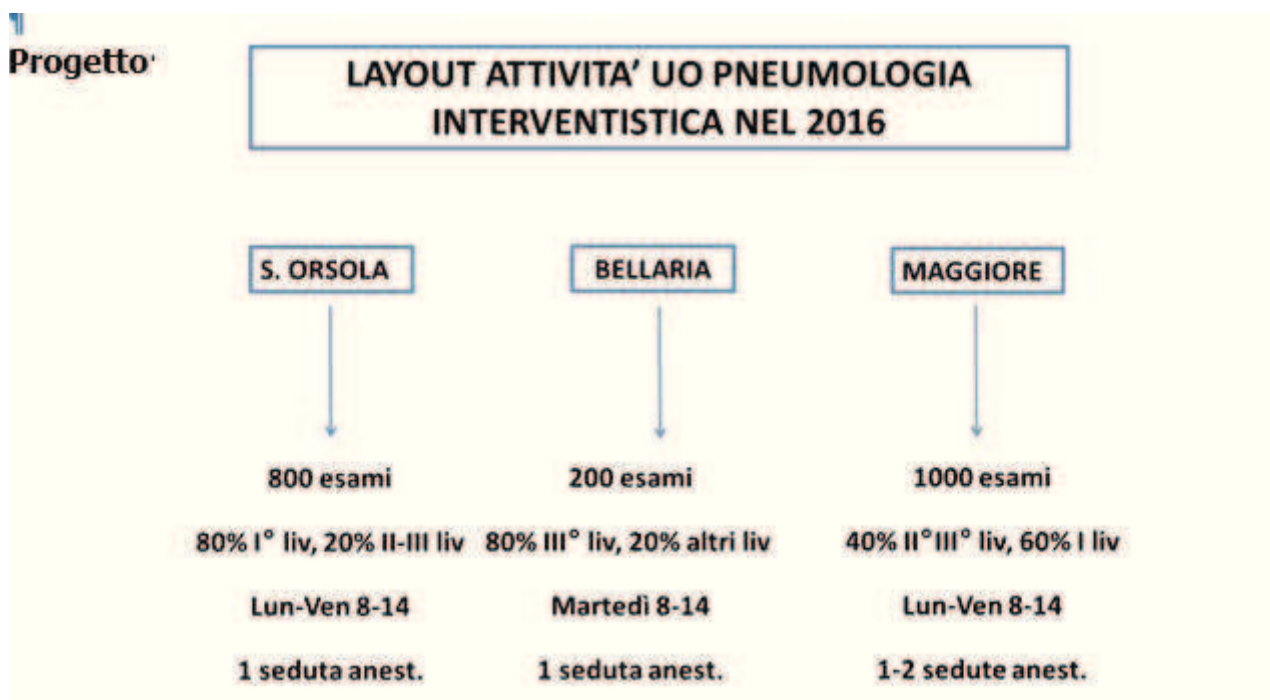 ¶
Progetto·
LAYOUT ATTIVITA’ UO PNEUMOLOGIA
INTERVENTISTICA NEL 2016
S. ORSOLA
BELLARIA
MAGGIORE
800 esami
200 esami
1000 esami
80% I° liv, 20% II-III liv
80% III° liv, 20% altri liv
40% II°III° liv, 60% I liv
Lun-Ven 8-14
Martedì 8-14
Lun-Ven 8-14
1 seduta anest.
1 seduta anest.
1-2 sedute anest.